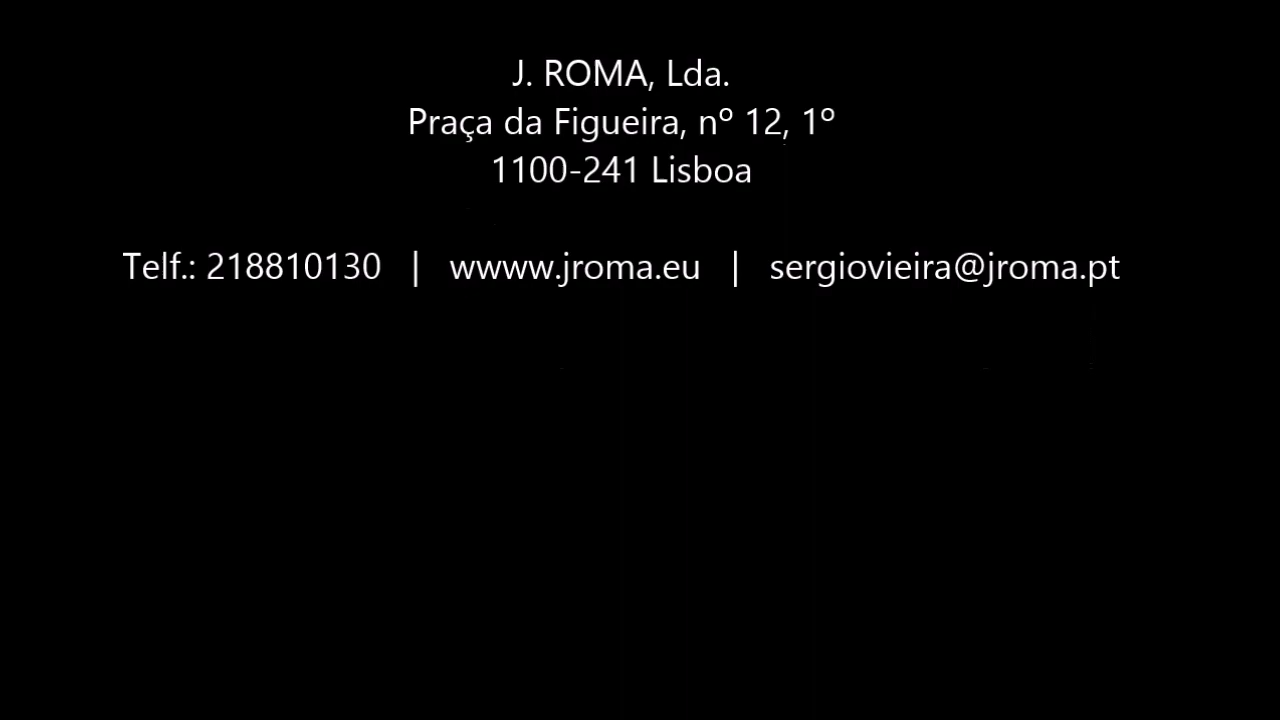 J. ROMA, Lda.
Praça da Figueira, nº 12, 1º
1100-241 Lisboa
Telf.: 218810130 | wwww.jroma.eu | sergiovieira@jroma.pt